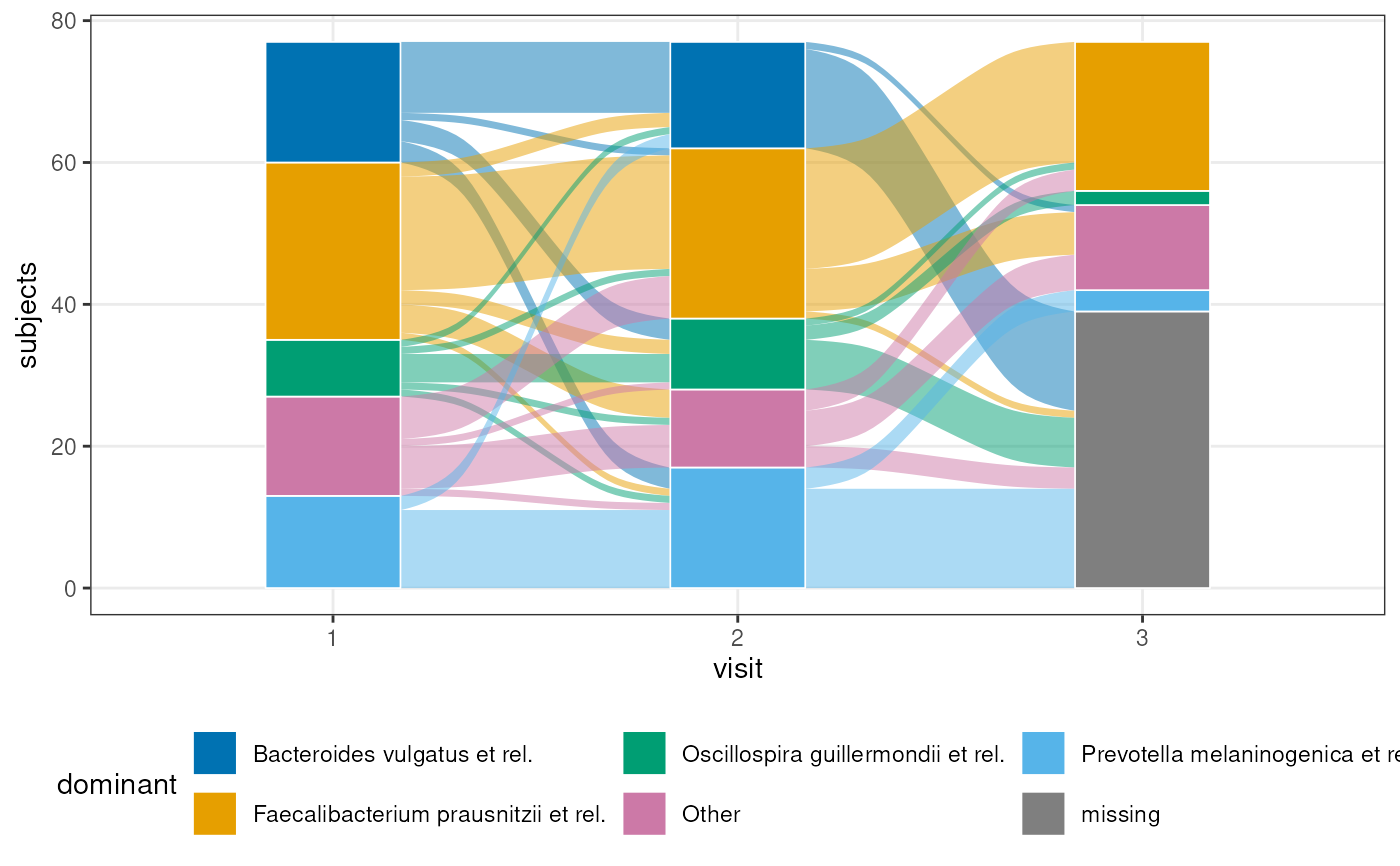 80
60
40
20
0
subjects
1 2 3
visit
dominant
Bacteroides vulgatus et rel. Oscillospira guillermondii et rel. Prevotella melaninogenica et re
Faecalibacterium prausnitzii et rel. Other missing